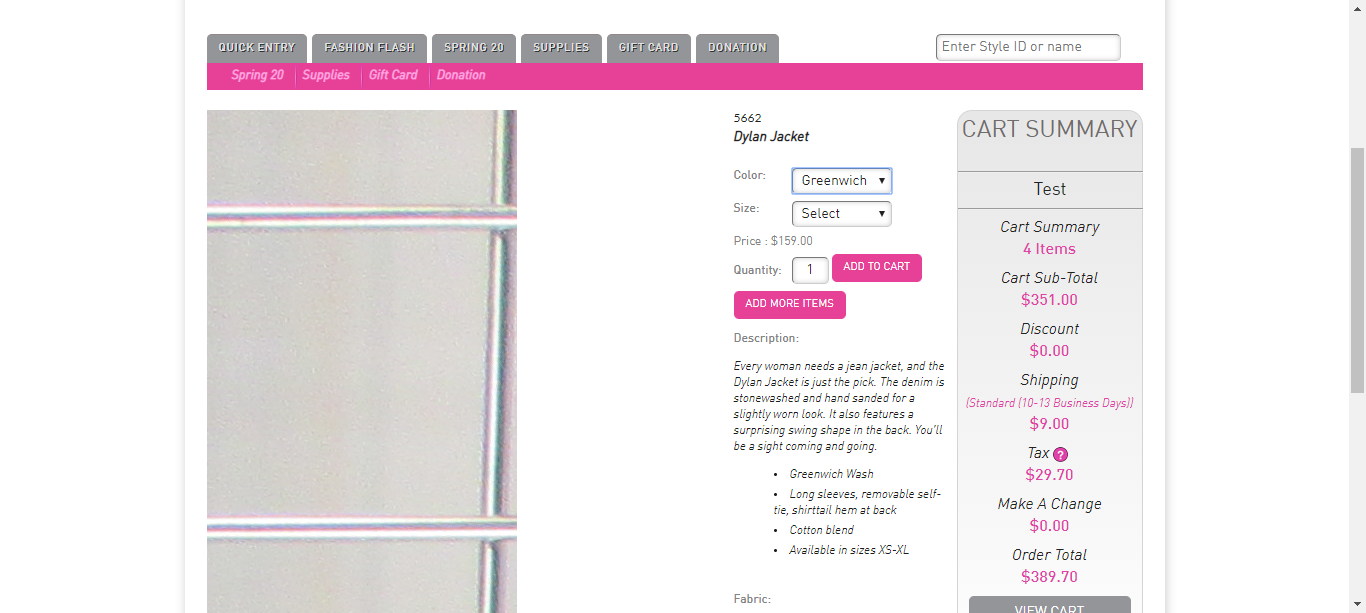 QUICK ENTRY
FASHION FLASH
SPRING 20
SUPPLIES
GIFT CARD
DONATION
Enter Style ID or name
Spring 20
Supplies
Gift Card
Donation
5662
Dylan Jacket
Color:
Greenwich
Size:
Select
Price : $159.00
Quantity:
1
ADD TO CART
ADD MORE ITEMS
Description:
Every woman needs a jean jacket, and the
Dylan Jacket is just the pick. The denim is
stonewashed and hand sanded for a
slightly worn look. It also features a
surprising swing shape in the back. You'll
be a sight coming and going.
• Greenwich Wash
• Long sleeves, removable self-
tie, shirttail hem at back
• Cotton blend
• Available in sizes XS-XL
Fabric:
CART SUMMARY
Test
Cart Summary
4 Items
Cart Sub-Total
$351.00
Discount
$0.00
Shipping
(Standard (10-13 Business Days))
$9.00
Tax ?
$29.70
Make A Change
$0.00
Order Total
$389.70
VIEW CART